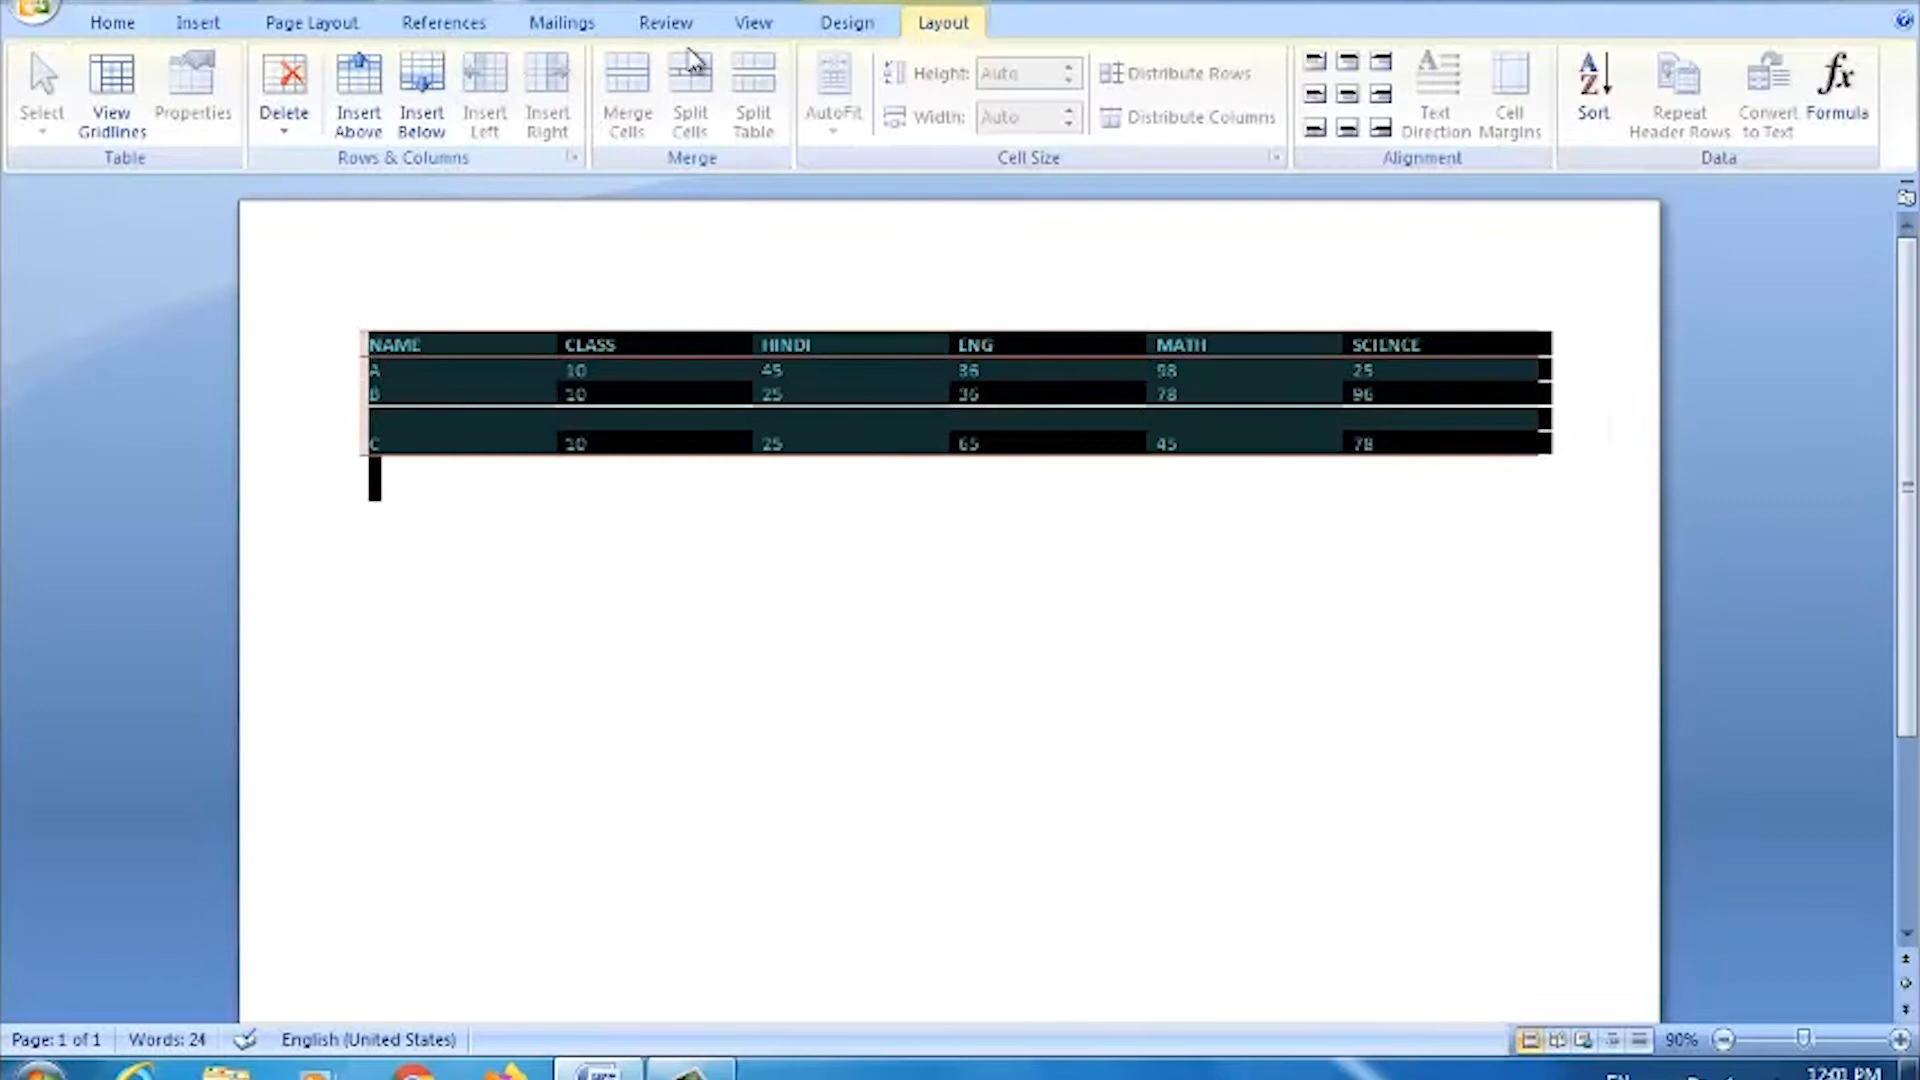 Home Insert Page Layout References Mailings Review View Design Layout
Select View Gridlines Properties Delete Insert Above Insert Below Insert Left Insert Right Merge Cells Split Cells Split Table AutoFit Height: Auto Distribute Rows Text Direction Cell Margins Sort Repeat Header Rows Convert to Text Formula
Width: Auto Distribute Columns
Table Rows & Columns Merge Cell Size Alignment Data
NAME CLASS HINDI ENG MATH SCIENCE
A 10 45 36 98 25
B 10 25 36 78 96
C 10 25 65 45 78
Page: 1 of 1 Words: 24 English (United States) 90%
12:01 PM